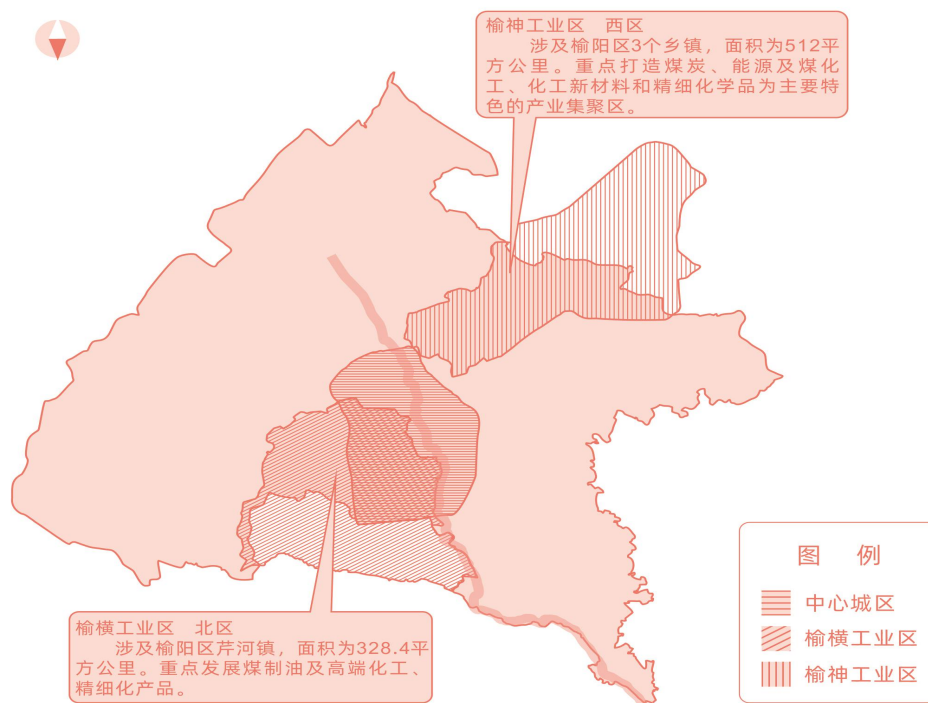 榆神工业区 西区
涉及榆阳区3个乡镇，面积为512平
方公里。重点打造煤炭、能源及煤化
工、化工新材料和精细化学品为主要特
色的产业集聚区。
榆横工业区 北区
涉及榆阳区芹河镇，面积为328.4平
方公里。重点发展煤制油及高端化工、
精细化产品。
图 例
中心城区
榆横工业区
榆神工业区